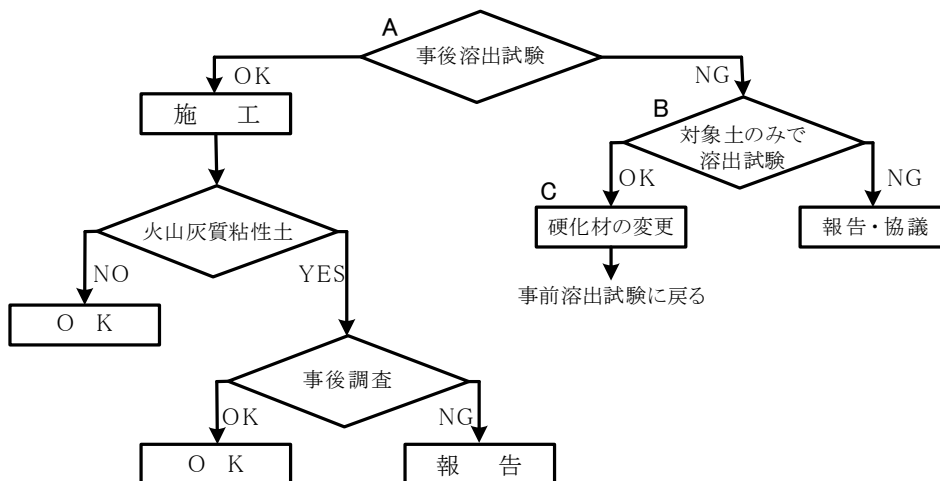 A
事後溶出試験
OK
NG
施　工
B
対象土のみで
溶出試験
OK
NG
C
硬化材の変更
報告・協議
事前溶出試験に戻る
火山灰質粘性土
NO
YES
O K
事後調査
OK
NG
O K
報　告